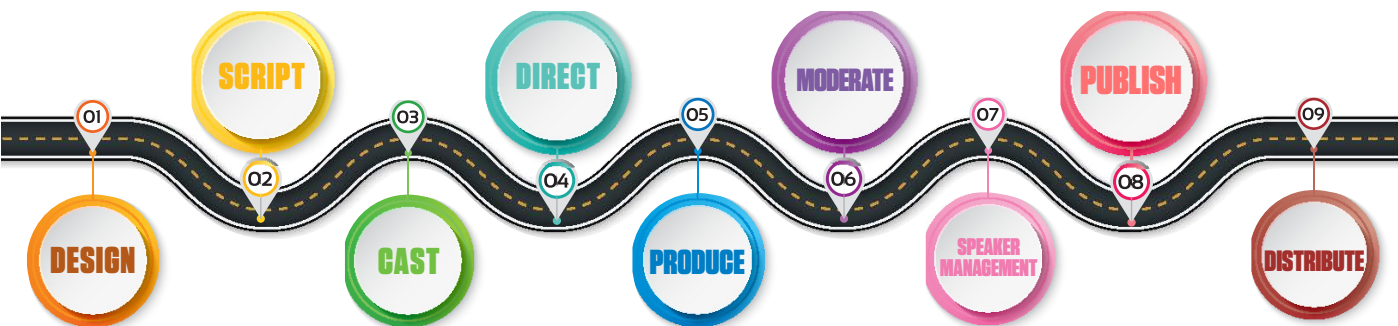 01
DESIGN
02
SCRIPT
03
CAST
04
DIRECT
05
PRODUCE
06
MODERATE
07
SPEAKER
MANAGEMENT
08
PUBLISH
09
DISTRIBUTE